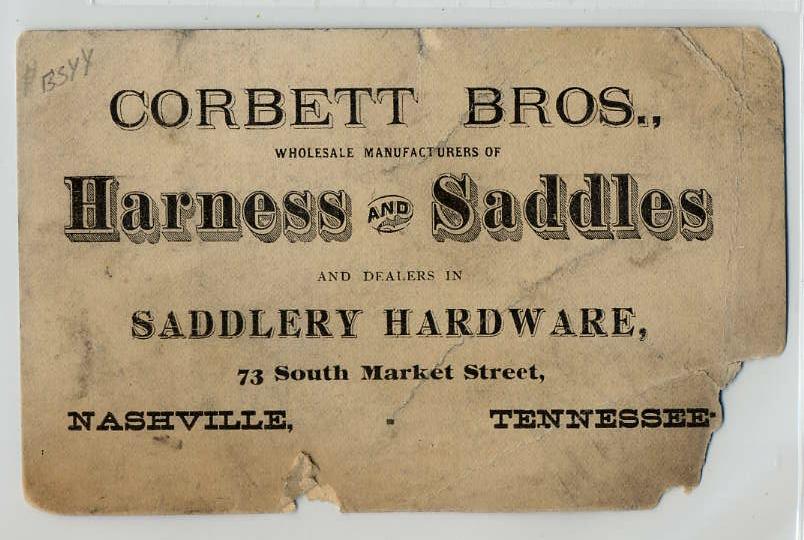 #BSYY
CORBETT BROS.,
WHOLESALE MANUFACTURERS OF
Harness AND Saddles
AND DEALERS IN
SADDLERY HARDWARE,
73 South Market Street,
NASHVILLE, - TENNESSEE